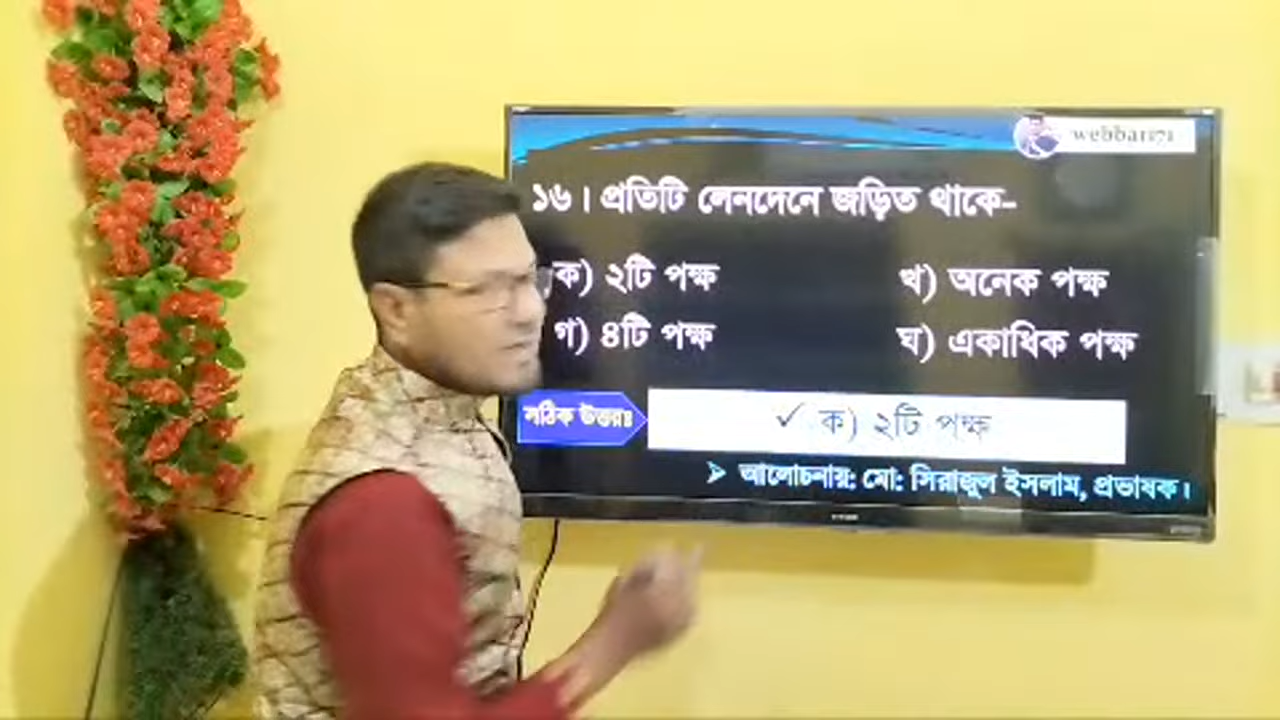 webbari71
১৬। প্রতিটি লেনদেনে জড়িত থাকে-
ক) ২টি পক্ষ
খ) অনেক পক্ষ
গ) ৪টি পক্ষ
ঘ) একাধিক পক্ষ
সঠিক উত্তরঃ
✓ ক) ২টি পক্ষ
➢ আলোচনায়: মো: সিরাজুল ইসলাম, প্রভাষক।